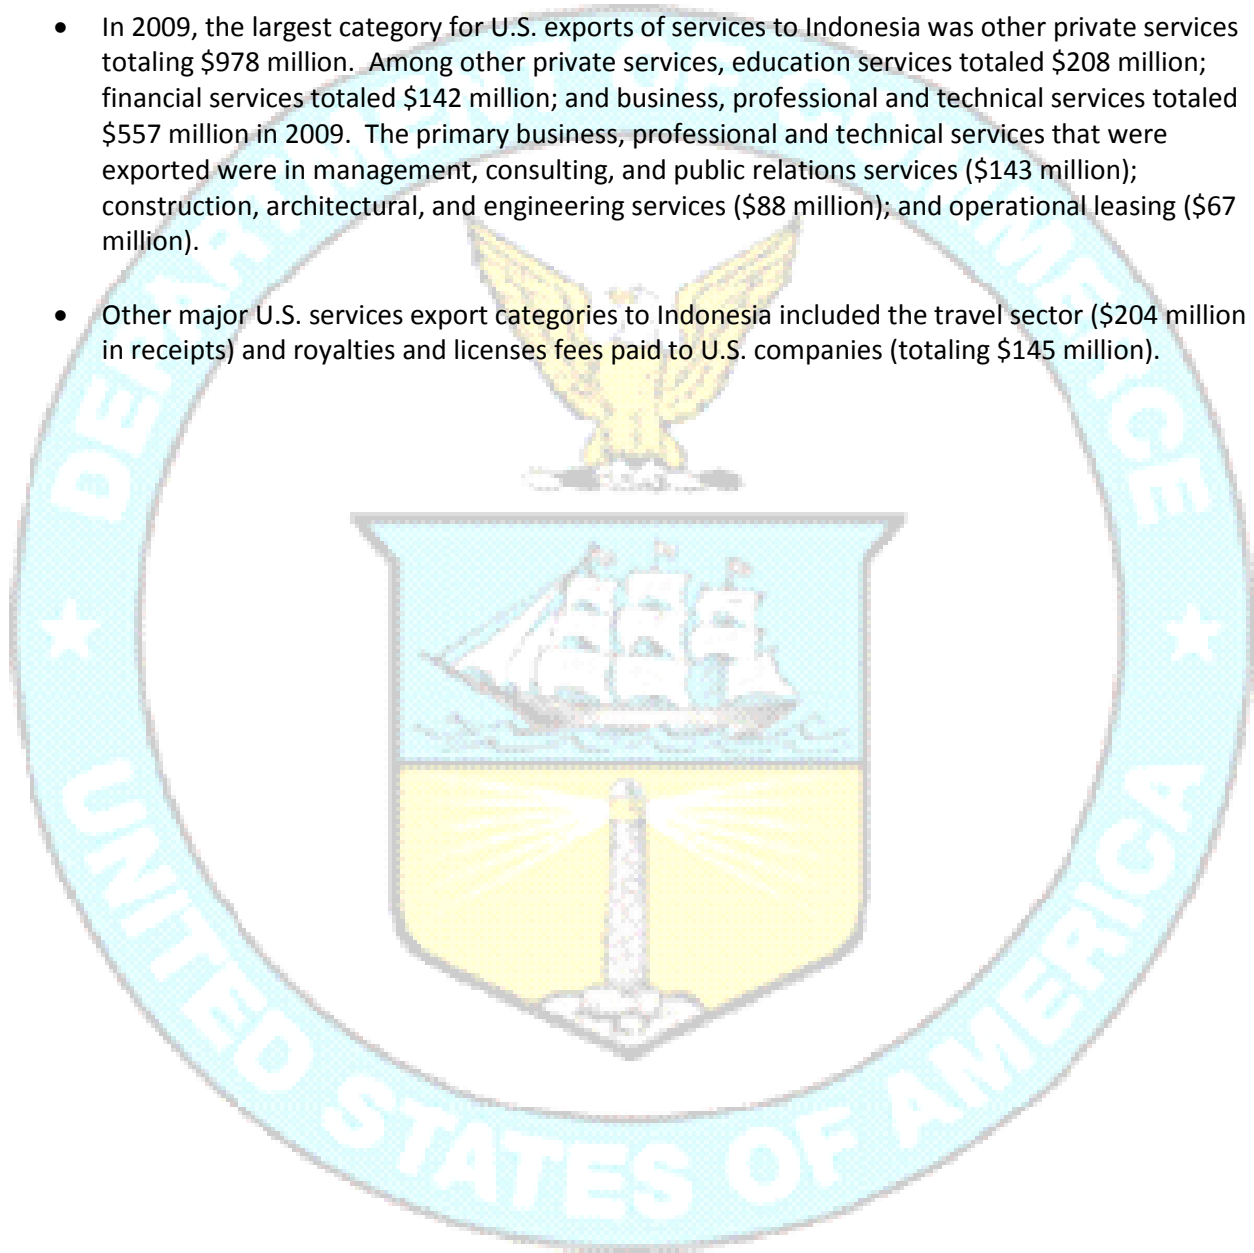 • In 2009, the largest category for U.S. exports of services to Indonesia was other private services
totaling $978 million.  Among other private services, education services totaled $208 million;
financial services totaled $142 million; and business, professional and technical services totaled
$557 million in 2009.  The primary business, professional and technical services that were
exported were in management, consulting, and public relations services ($143 million);
construction, architectural, and engineering services ($88 million); and operational leasing ($67
million).
• Other major U.S. services export categories to Indonesia included the travel sector ($204 million
in receipts) and royalties and licenses fees paid to U.S. companies (totaling $145 million).
DEPARTMENT OF COMMERCE
UNITED STATES OF AMERICA